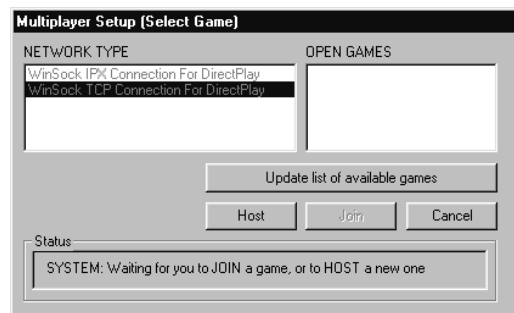 Multiplayer Setup (Select Game)
NETWORK TYPE
OPEN GAMES
WinSock IPX Connection For DirectPlay
WinSock TCP Connection For DirectPlay
Update list of available games
Host
Join
Cancel
Status
SYSTEM: Waiting for you to JOIN a game, or to HOST a new one